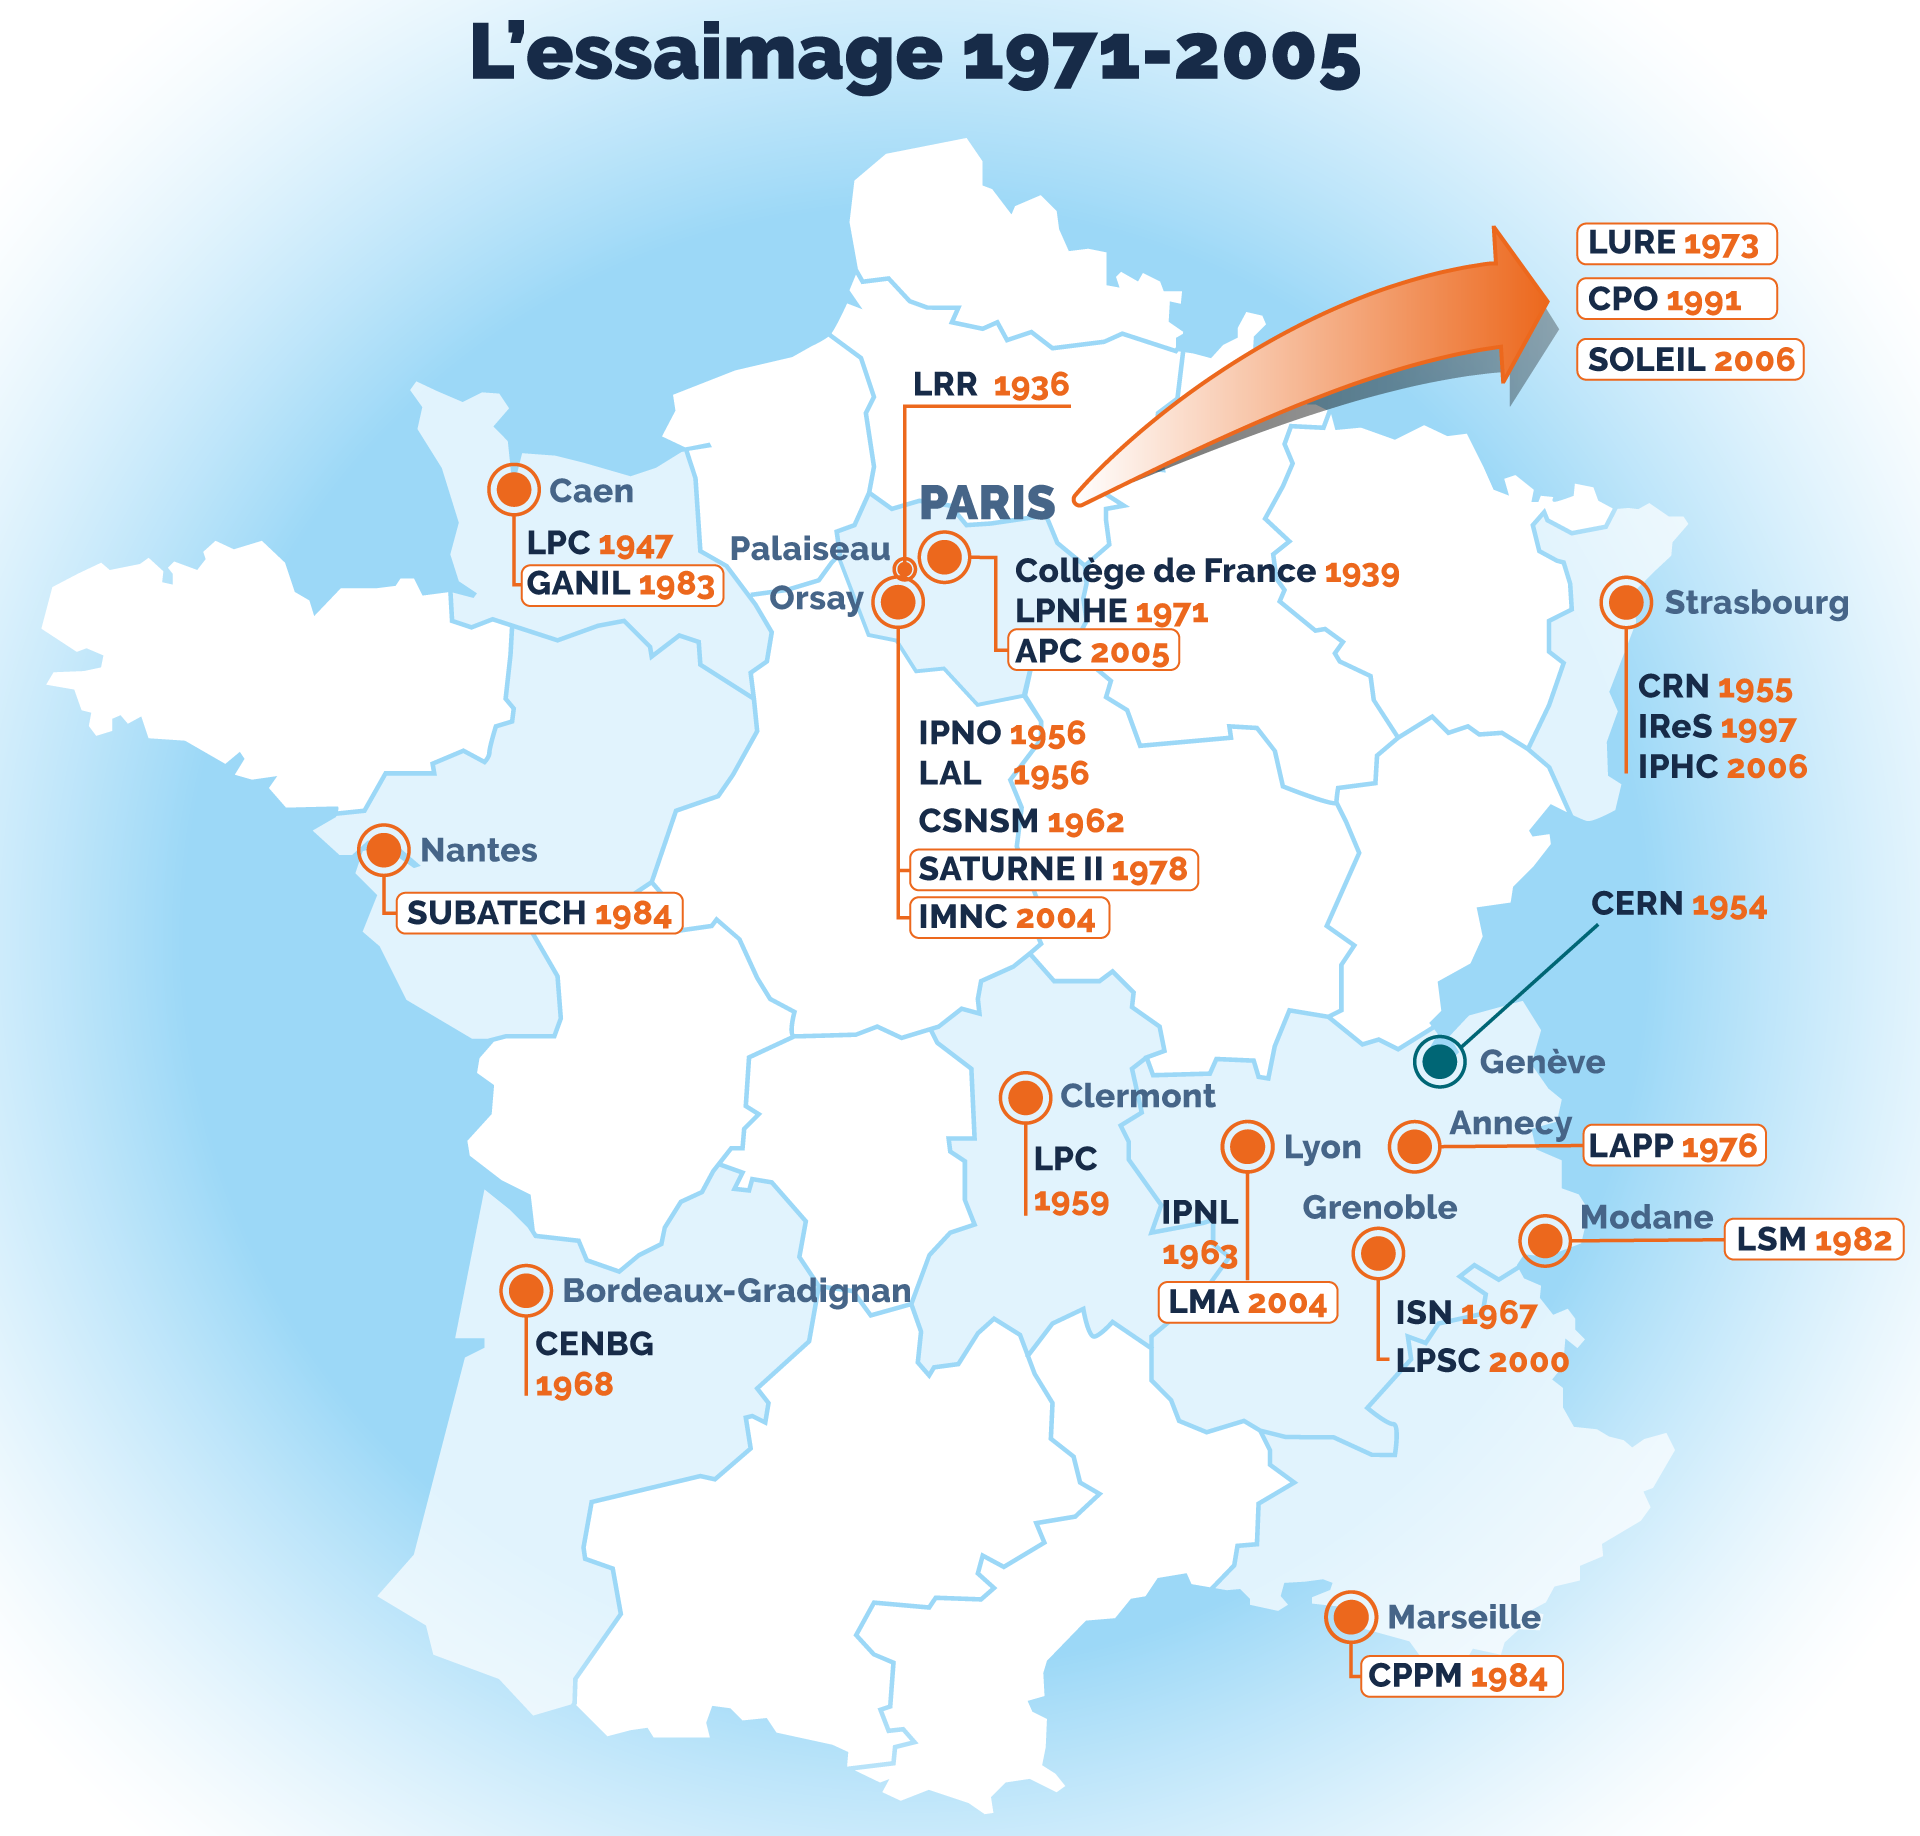 L'essaimage 1971-2005
LURE 1973
CPO 1991
SOLEIL 2006
LRR 1936
PARIS
Palaiseau
Orsay
Collège de France 1939
LPNHE 1971
APC 2005
IPNO 1956
LAL 1956
CSNSM 1962
SATURNE II 1978
IMNC 2004
Caen
LPC 1947
GANIL 1983
Strasbourg
CRN 1955
IReS 1997
IPHC 2006
Nantes
SUBATECH 1984
CERN 1954
Genève
Clermont
LPC
1959
Lyon
IPNL
1963
LMA 2004
Annecy
LAPP 1976
Grenoble
ISN 1967
LPSC 2000
Modane
LSM 1982
Bordeaux-Gradignan
CENBG
1968
Marseille
CPPM 1984